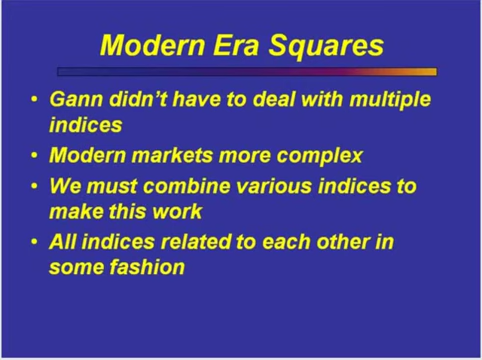 Modern Era Squares
• Gann didn't have to deal with multiple
indices
• Modern markets more complex
• We must combine various indices to
make this work
• All indices related to each other in
some fashion